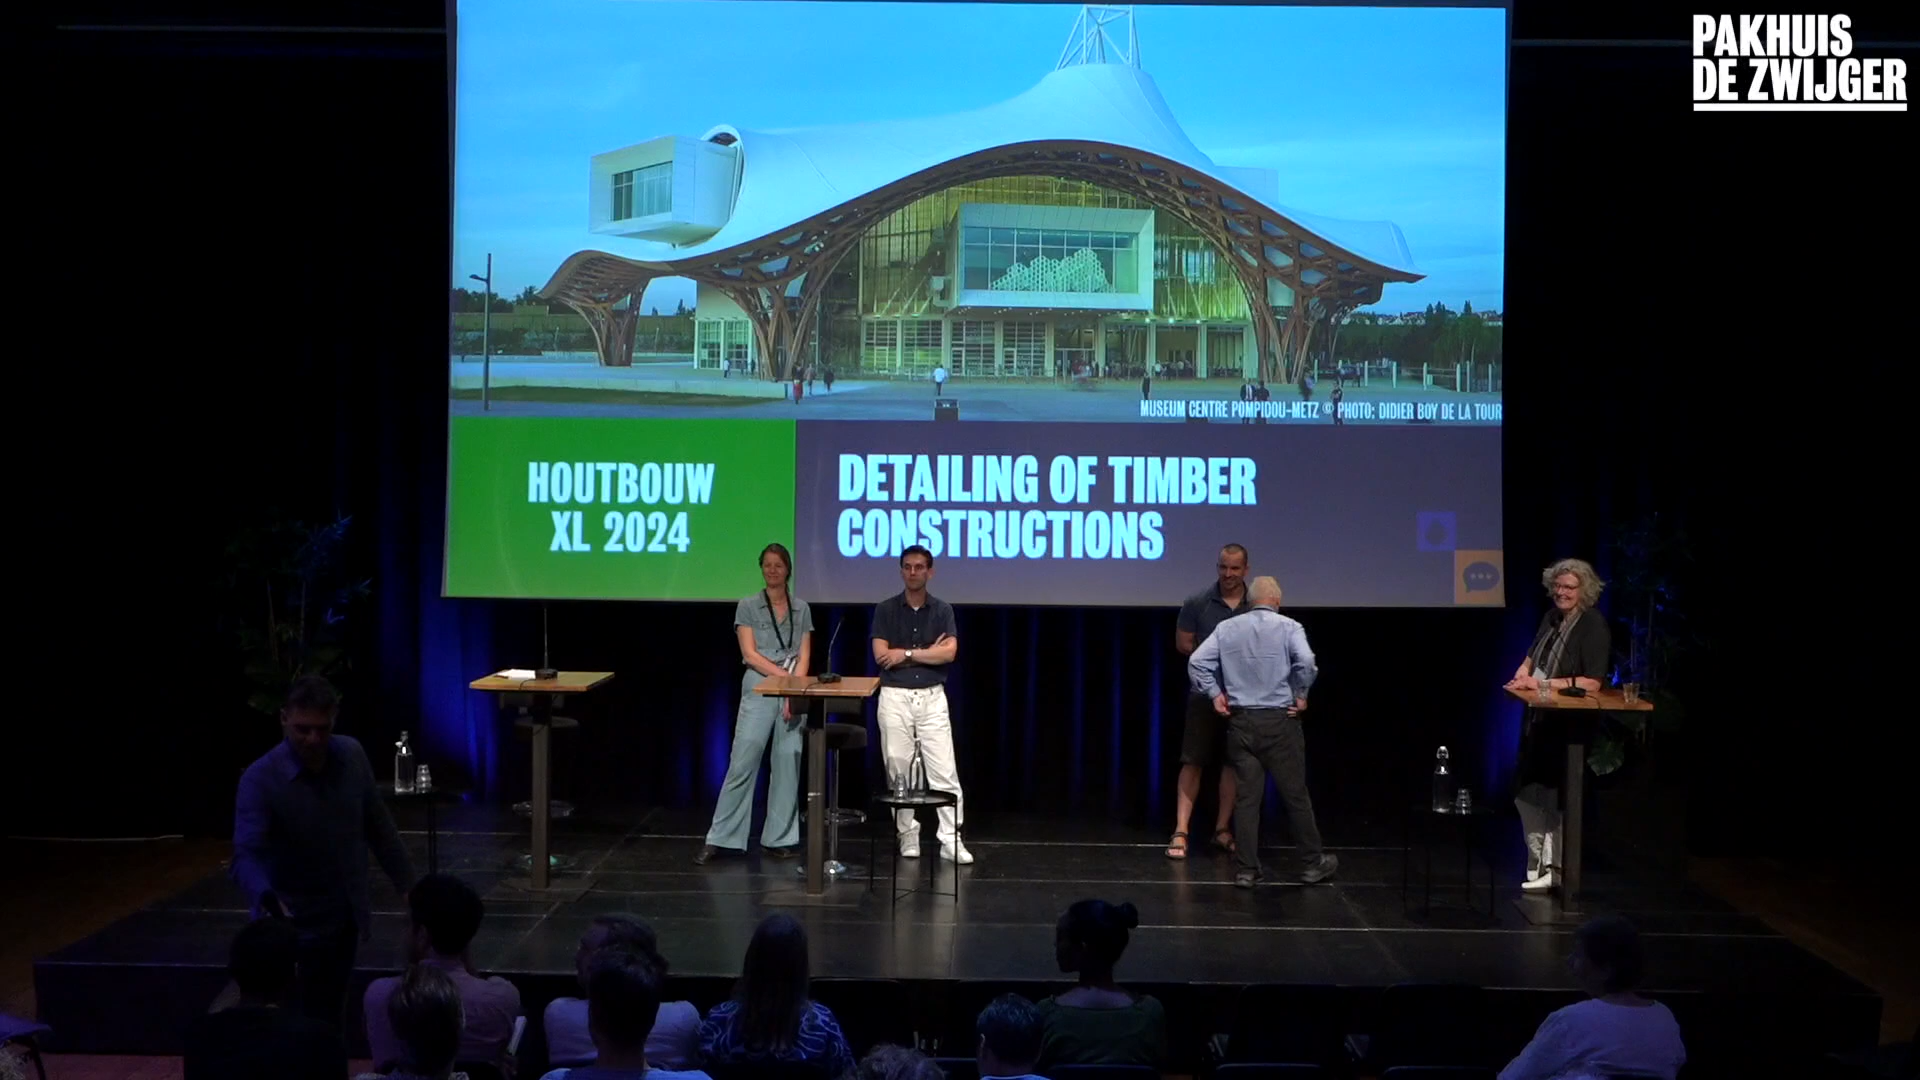 PAKHUIS
DE ZWIJGER
MUSEUM CENTRE POMPIDOU-METZ © PHOTO: DIDIER BOY DE LA TOUR
HOUTBOUW
XL 2024
DETAILING OF TIMBER
CONSTRUCTIONS